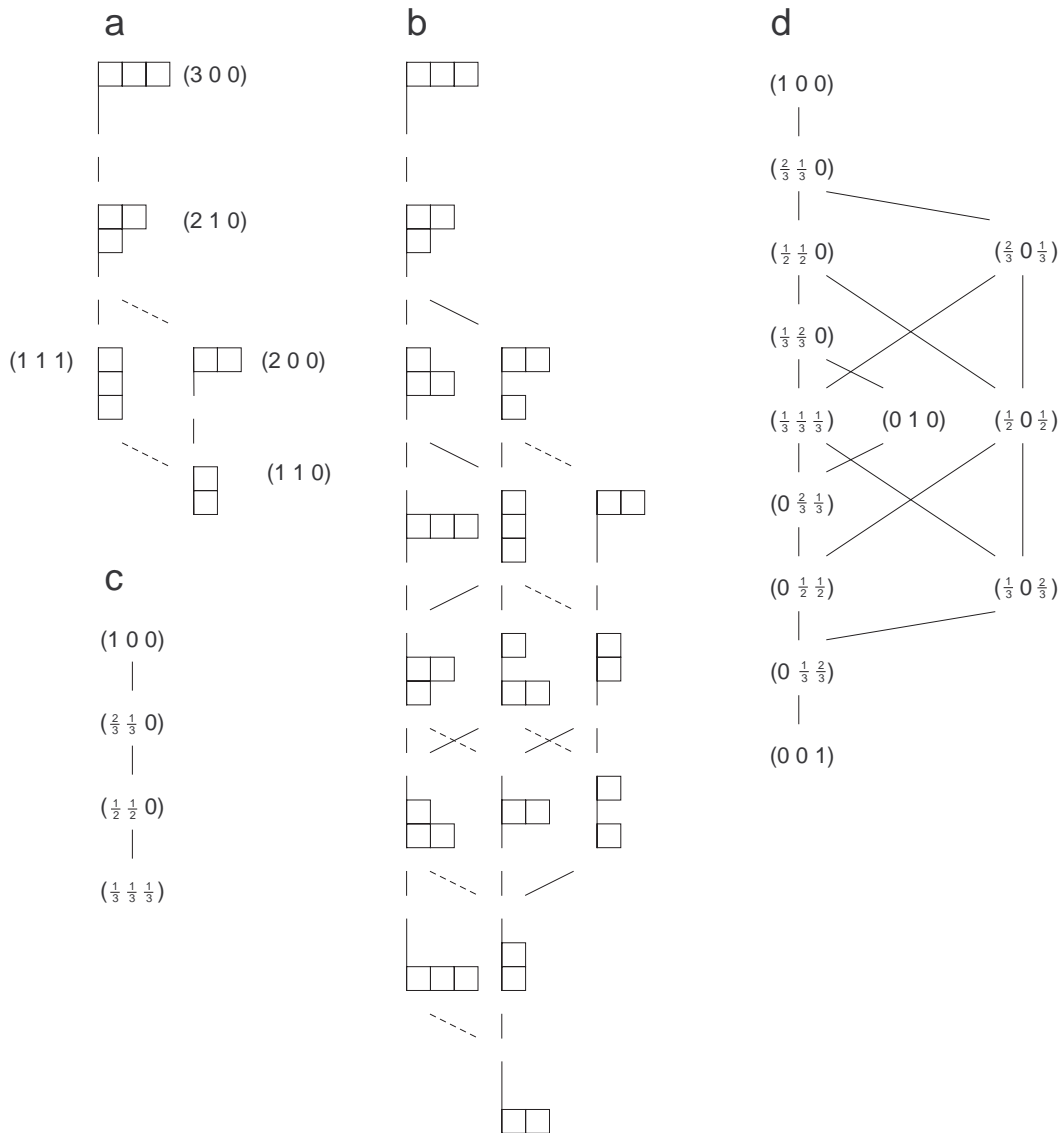 a
(3 0 0)
(2 1 0)
(1 1 1)
(2 0 0)
(1 1 0)
b
c
(1 0 0)
(2/3 1/3 0)
(1/2 1/2 0)
(1/3 1/3 1/3)
d
(1 0 0)
(2/3 1/3 0)
(1/2 1/2 0)
(2/3 0 1/3)
(1/3 2/3 0)
(1/3 1/3 1/3)
(0 1 0)
(1/2 0 1/2)
(0 2/3 1/3)
(0 1/2 1/2)
(1/3 0 2/3)
(0 1/3 2/3)
(0 0 1)